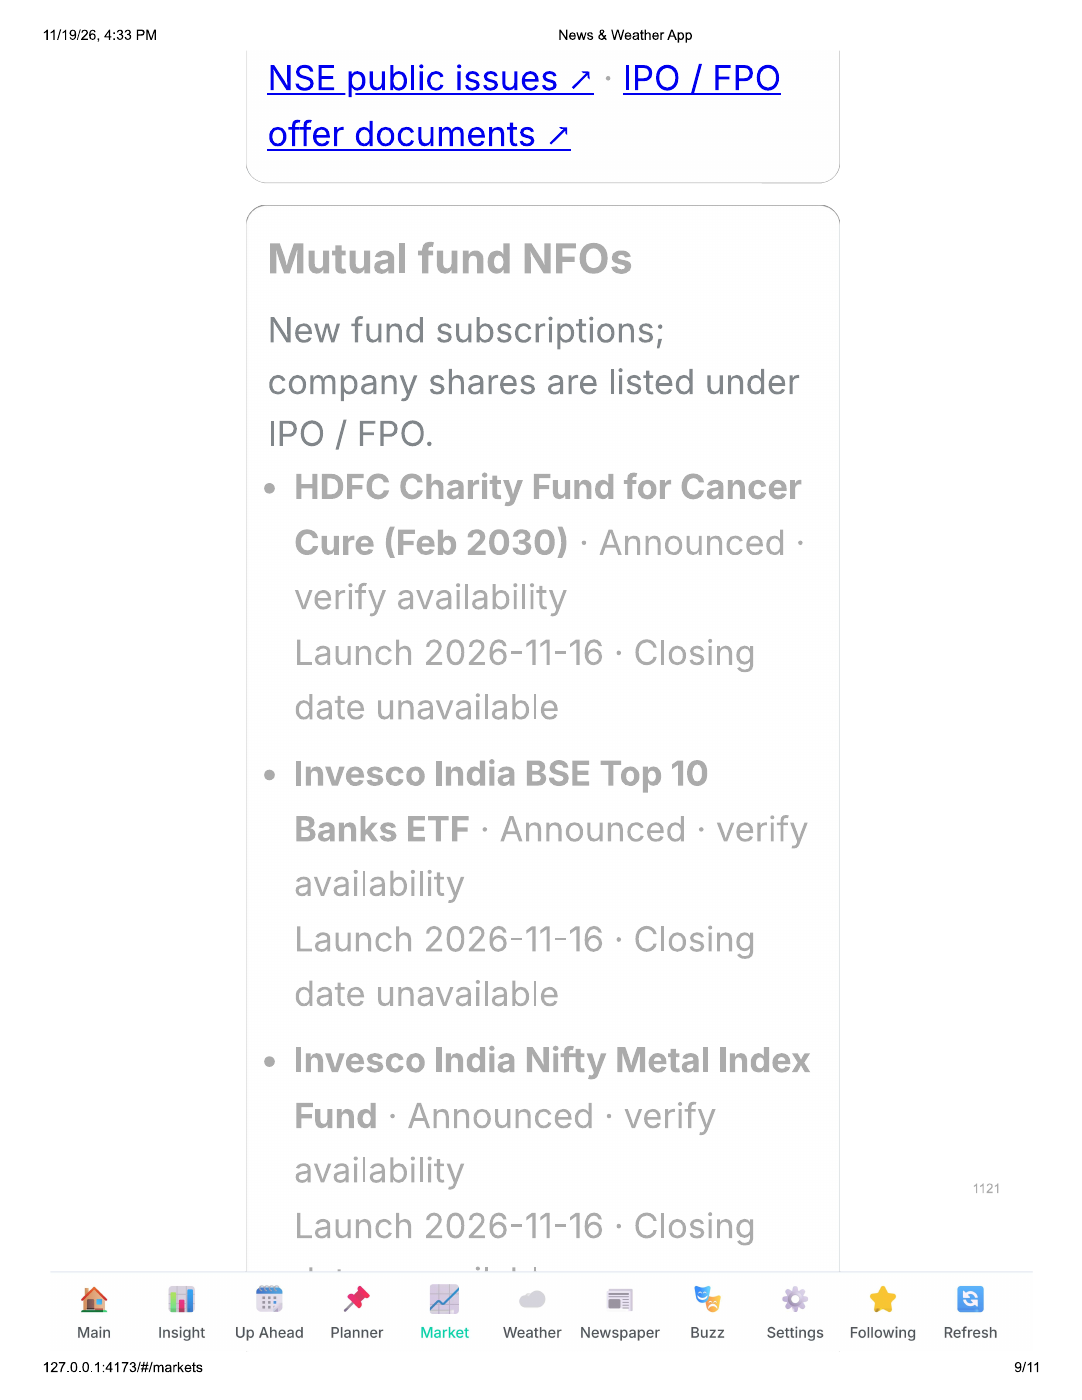 11/19/26, 4:33 PM
News & Weather App
NSE public issues ↗ · IPO / FPO
offer documents ↗
Mutual fund NFOs
New fund subscriptions;
company shares are listed under
IPO / FPO.
• HDFC Charity Fund for Cancer
Cure (Feb 2030) · Announced ·
verify availability
Launch 2026-11-16 · Closing
date unavailable
• Invesco India BSE Top 10
Banks ETF · Announced · verify
availability
Launch 2026-11-16 · Closing
date unavailable
• Invesco India Nifty Metal Index
Fund · Announced · verify
availability
1121
Launch 2026-11-16 · Closing
Main
Insight
Up Ahead
Planner
Market
Weather
Newspaper
Buzz
Settings
Following
Refresh
127.0.0.1:4173/#/markets
9/11